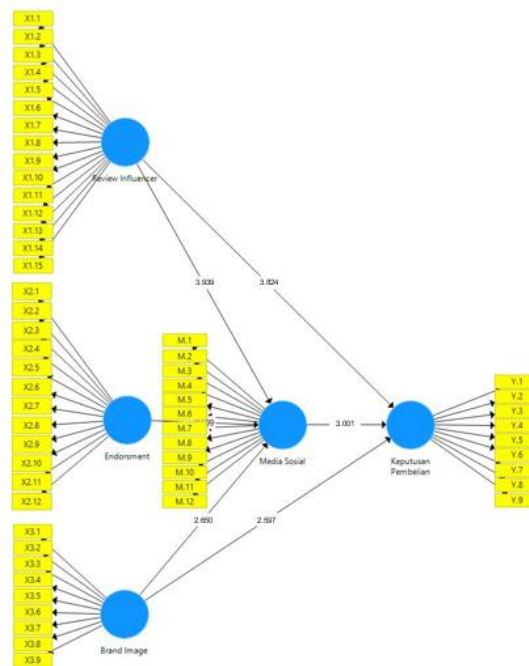 X1.1
X1.2
X1.3
X1.4
X1.5
X1.6
X1.7
X1.8
X1.9
X1.10
X1.11
X1.12
X1.13
X1.14
X1.15
Review Influencer
3.939
3.824
X2.1
X2.2
X2.3
X2.4
X2.5
X2.6
X2.7
X2.8
X2.9
X2.10
X2.11
X2.12
Endorsment
M.1
M.2
M.3
M.4
M.5
M.6
M.7
M.8
M.9
M.10
M.11
M.12
Media Sosial
3.001
Keputusan
Pembelian
Y.1
Y.2
Y.3
Y.4
Y.5
Y.6
Y.7
Y.8
Y.9
2.650
2.597
X3.1
X3.2
X3.3
X3.4
X3.5
X3.6
X3.7
X3.8
X3.9
Brand Image